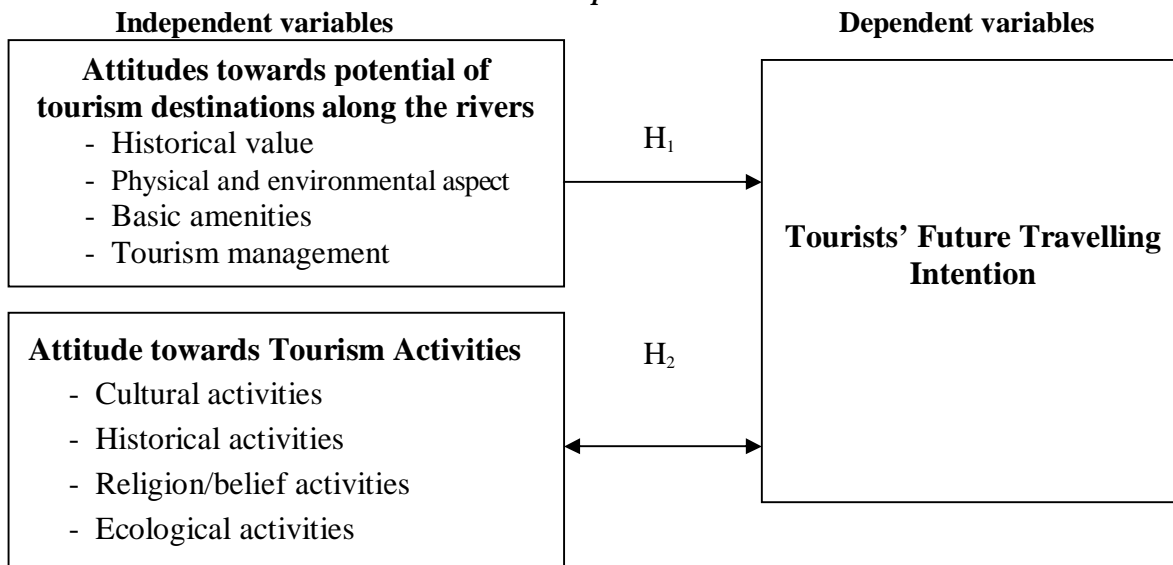 Independent variables
Dependent variables
Attitudes towards potential of
tourism destinations along the rivers
- Historical value
- Physical and environmental aspect
- Basic amenities
- Tourism management
H₁
Tourists' Future Travelling
Intention
Attitude towards Tourism Activities
- Cultural activities
- Historical activities
- Religion/belief activities
- Ecological activities
H₂